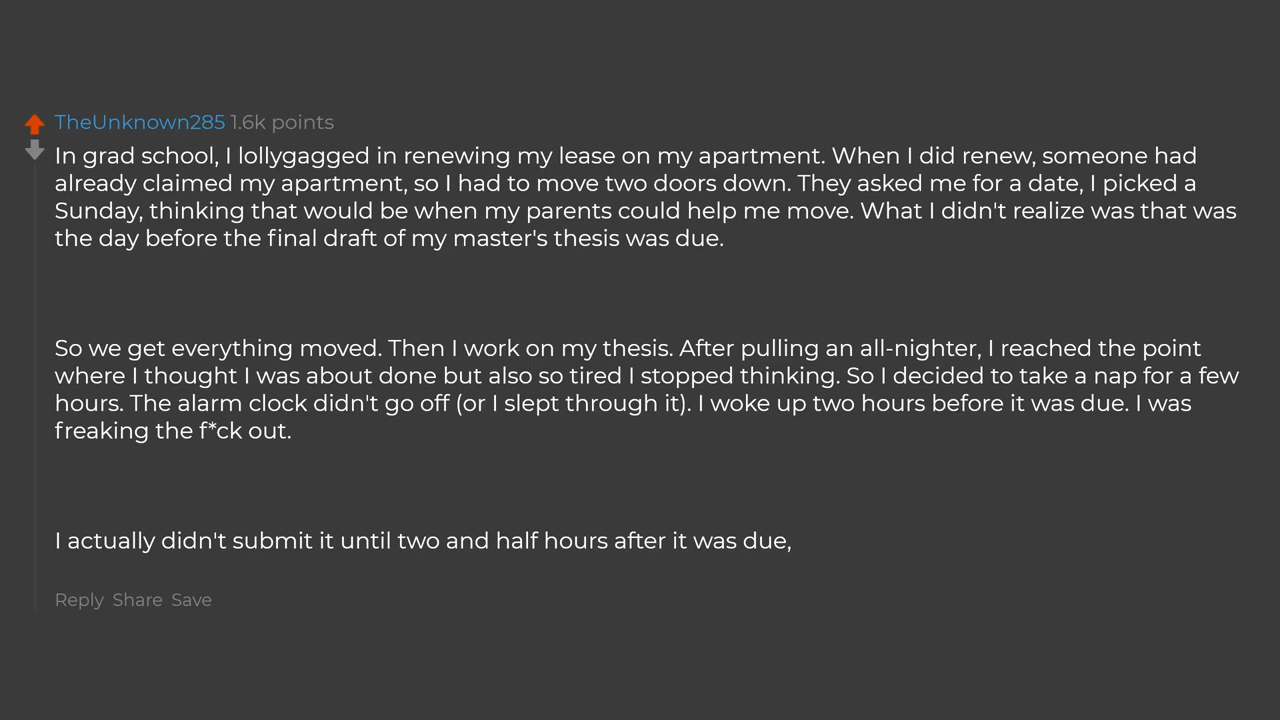 TheUnknown285 1.6k points
In grad school, I lollygagged in renewing my lease on my apartment. When I did renew, someone had
already claimed my apartment, so I had to move two doors down. They asked me for a date, I picked a
Sunday, thinking that would be when my parents could help me move. What I didn't realize was that was
the day before the final draft of my master's thesis was due.
So we get everything moved. Then I work on my thesis. After pulling an all-nighter, I reached the point
where I thought I was about done but also so tired I stopped thinking. So I decided to take a nap for a few
hours. The alarm clock didn't go off (or I slept through it). I woke up two hours before it was due. I was
freaking the f*ck out.
I actually didn't submit it until two and half hours after it was due,
Reply Share Save